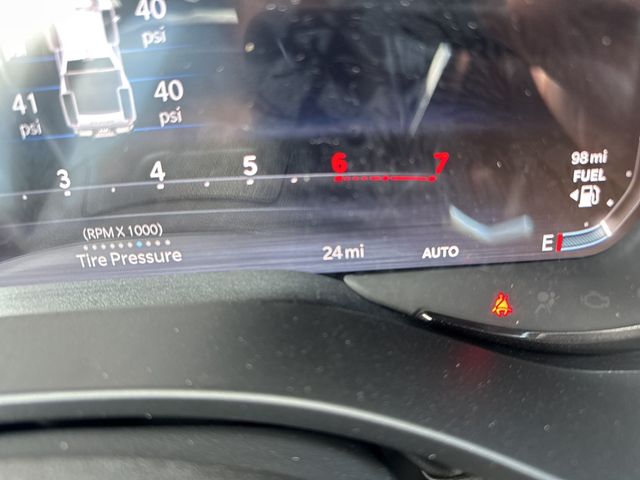 40
psi
41
psi
40
psi
3 4 5 6 7
(RPM X 1000)
Tire Pressure
24 mi
AUTO
98 mi
FUEL
E